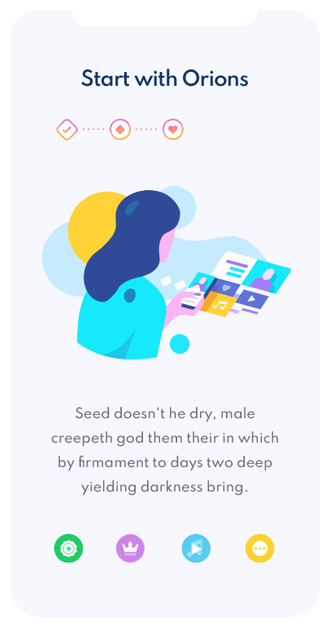 Start with Orions
Seed doesn't he dry, male
creepeth god them their in which
by firmament to days two deep
yielding darkness bring.